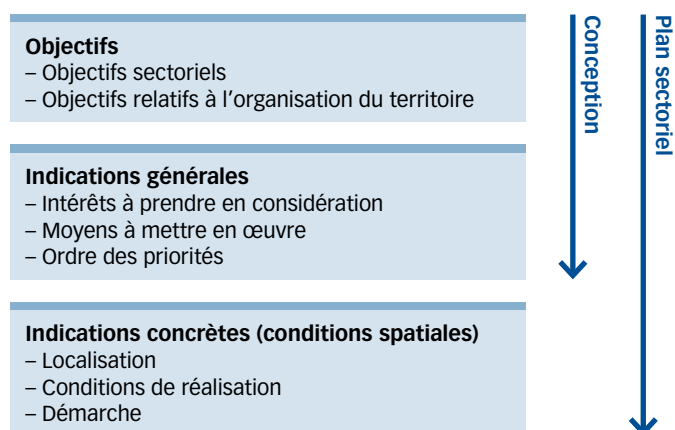 Objectifs
– Objectifs sectoriels
– Objectifs relatifs à l'organisation du territoire
Indications générales
– Intérêts à prendre en considération
– Moyens à mettre en œuvre
– Ordre des priorités
Indications concrètes (conditions spatiales)
– Localisation
– Conditions de réalisation
– Démarche
Conception
Plan sectoriel